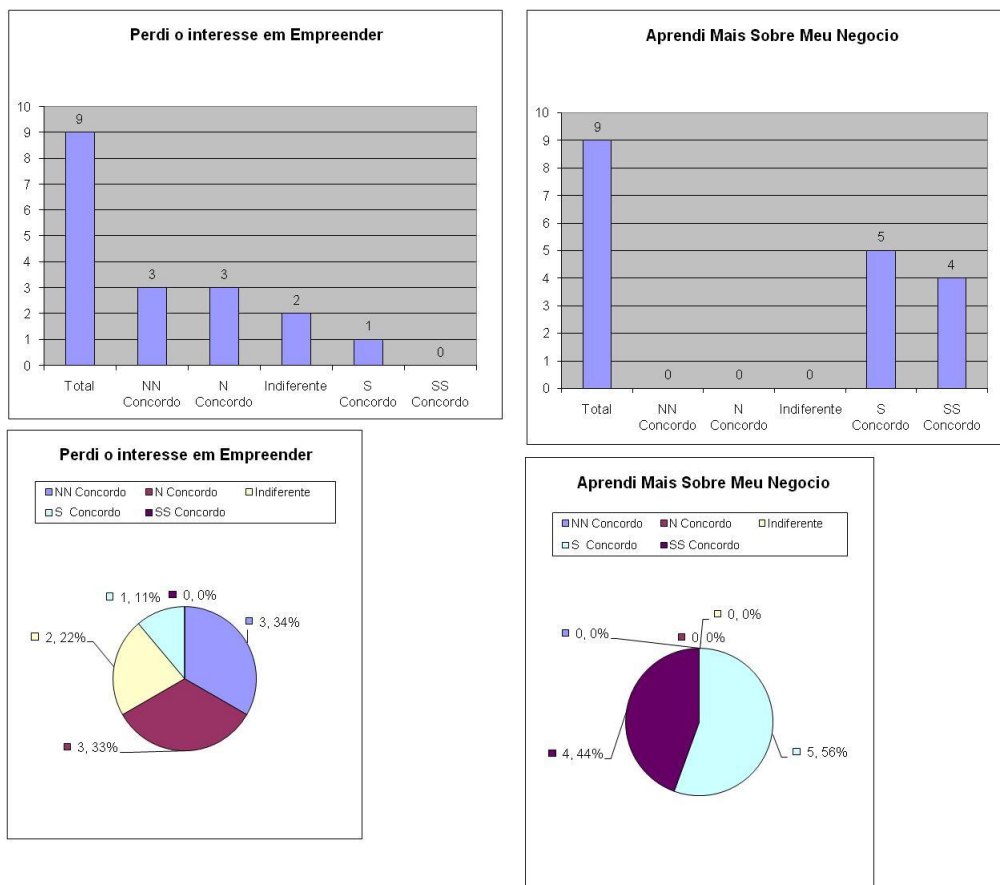 Perdi o interesse em Empreender
10
9
8
7
6
5
4
3
2
1
0
9
3
3
2
1
0
Total
NN Concordo
N Concordo
Indiferente
S Concordo
SS Concordo
Aprendi Mais Sobre Meu Negocio
10
9
8
7
6
5
4
3
2
1
0
9
0
0
0
5
4
Total
NN Concordo
N Concordo
Indiferente
S Concordo
SS Concordo
Perdi o interesse em Empreender
NN Concordo N Concordo Indiferente
S Concordo SS Concordo
1, 11%
0, 0%
3, 34%
2, 22%
3, 33%
Aprendi Mais Sobre Meu Negocio
NN Concordo N Concordo Indiferente
S Concordo SS Concordo
0, 0%
0, 0%
0, 0%
4, 44%
5, 56%